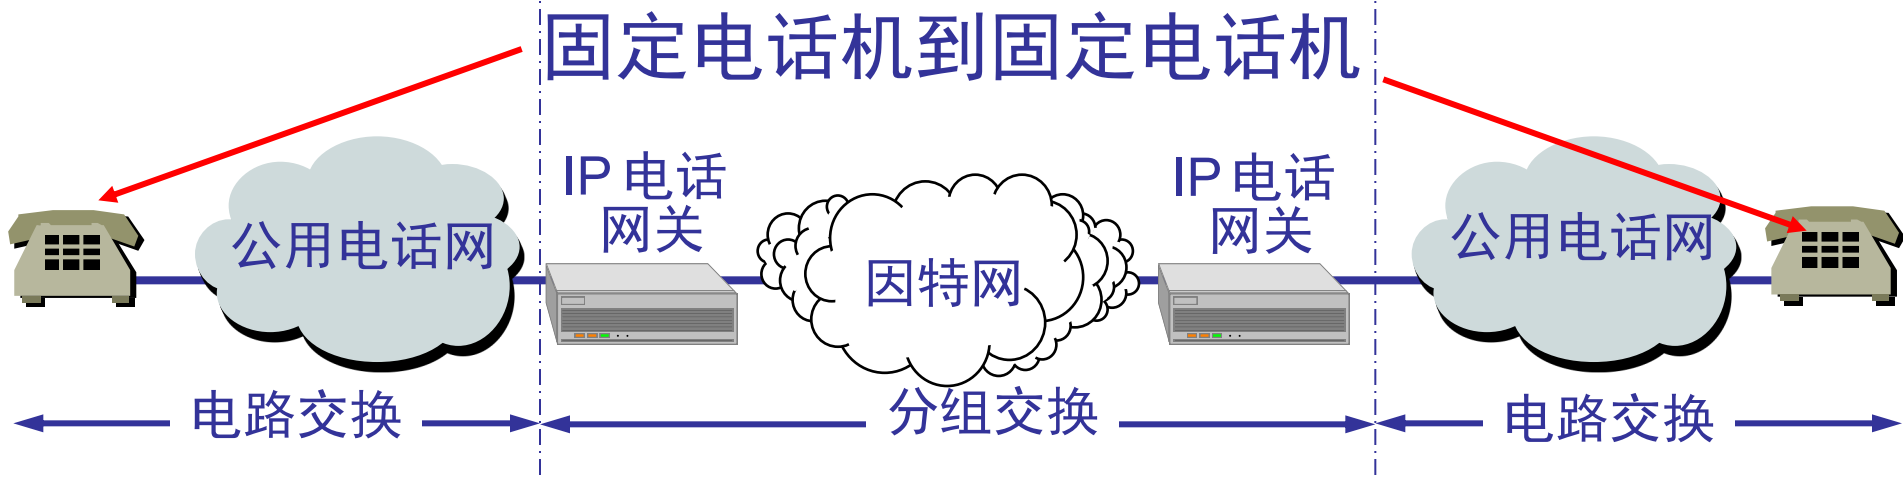 固定电话机到固定电话机
IP 电话
网关
IP 电话
网关
公用电话网
因特网
公用电话网
电路交换
分组交换
电路交换